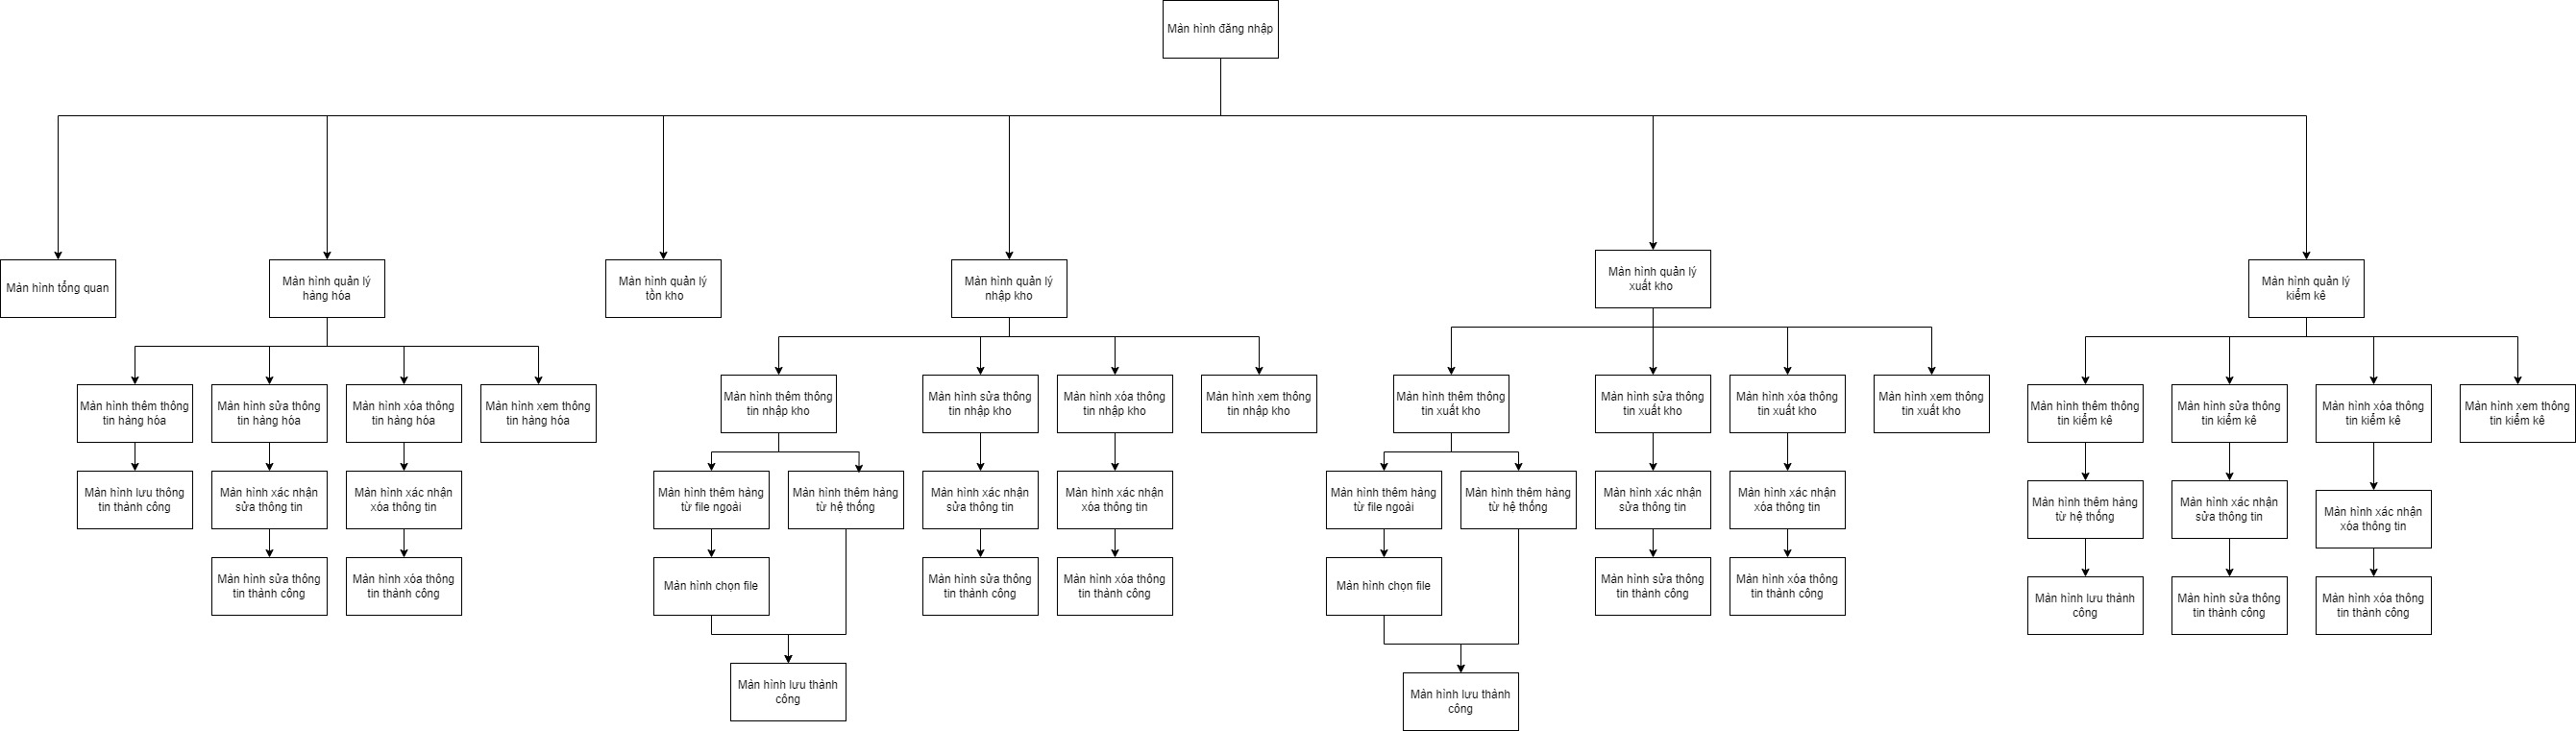 Màn hình đăng nhập
Màn hình tổng quan
Màn hình quản lý
hàng hóa
Màn hình quản lý
tồn kho
Màn hình quản lý
nhập kho
Màn hình quản lý
xuất kho
Màn hình quản lý
kiểm kê
Màn hình thêm thông
tin hàng hóa
Màn hình sửa thông
tin hàng hóa
Màn hình xóa thông
tin hàng hóa
Màn hình xem thông
tin hàng hóa
Màn hình thêm thông
tin nhập kho
Màn hình sửa thông
tin nhập kho
Màn hình xóa thông
tin nhập kho
Màn hình xem thông
tin nhập kho
Màn hình thêm thông
tin xuất kho
Màn hình sửa thông
tin xuất kho
Màn hình xóa thông
tin xuất kho
Màn hình xem thông
tin xuất kho
Màn hình thêm thông
tin kiểm kê
Màn hình sửa thông
tin kiểm kê
Màn hình xóa thông
tin kiểm kê
Màn hình xem thông
tin kiểm kê
Màn hình lưu thông
tin thành công
Màn hình xác nhận
sửa thông tin
Màn hình xác nhận
xóa thông tin
Màn hình thêm hàng
từ file ngoài
Màn hình thêm hàng
từ hệ thống
Màn hình xác nhận
sửa thông tin
Màn hình xác nhận
xóa thông tin
Màn hình thêm hàng
từ file ngoài
Màn hình thêm hàng
từ hệ thống
Màn hình xác nhận
sửa thông tin
Màn hình xác nhận
xóa thông tin
Màn hình thêm hàng
từ hệ thống
Màn hình xác nhận
sửa thông tin
Màn hình xác nhận
xóa thông tin
Màn hình sửa thông
tin thành công
Màn hình xóa thông
tin thành công
Màn hình chọn file
Màn hình sửa thông
tin thành công
Màn hình xóa thông
tin thành công
Màn hình chọn file
Màn hình sửa thông
tin thành công
Màn hình xóa thông
tin thành công
Màn hình lưu thành
công
Màn hình sửa thông
tin thành công
Màn hình xóa thông
tin thành công
Màn hình lưu thành
công
Màn hình lưu thành
công